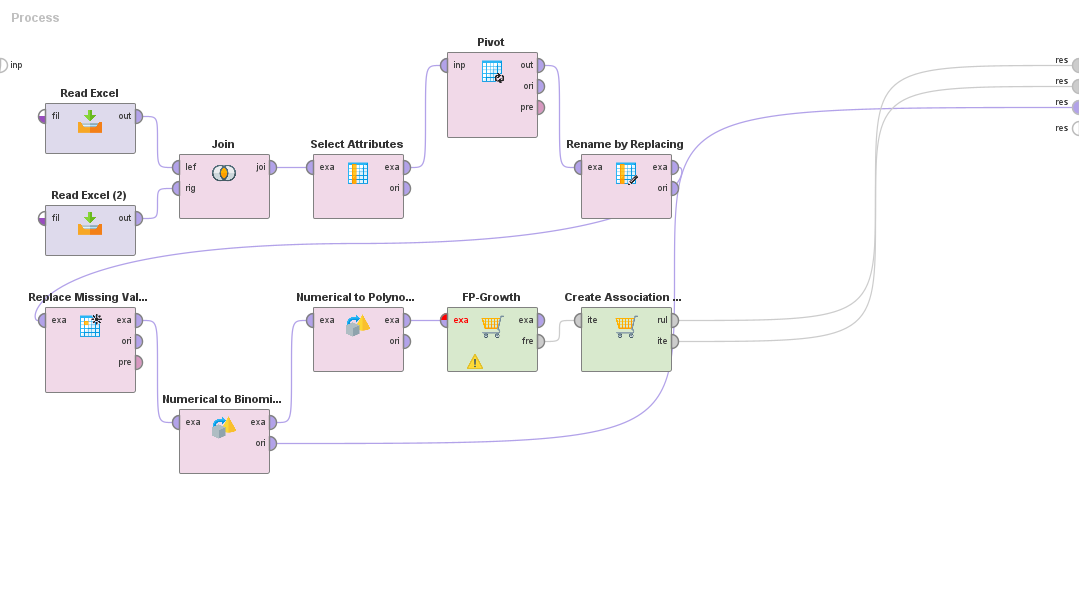 Process
inp
Read Excel
fil out
Read Excel (2)
fil out
Join
lef joi
rig
Select Attributes
exa exa
ori
Pivot
inp out
ori
pre
Rename by Replacing
exa exa
ori
res
res
res
res
Replace Missing Val...
exa exa
ori
pre
Numerical to Binomi...
exa exa
ori
Numerical to Polyno...
exa exa
ori
FP-Growth
exa exa
fre
Create Association ...
ite rul
ite